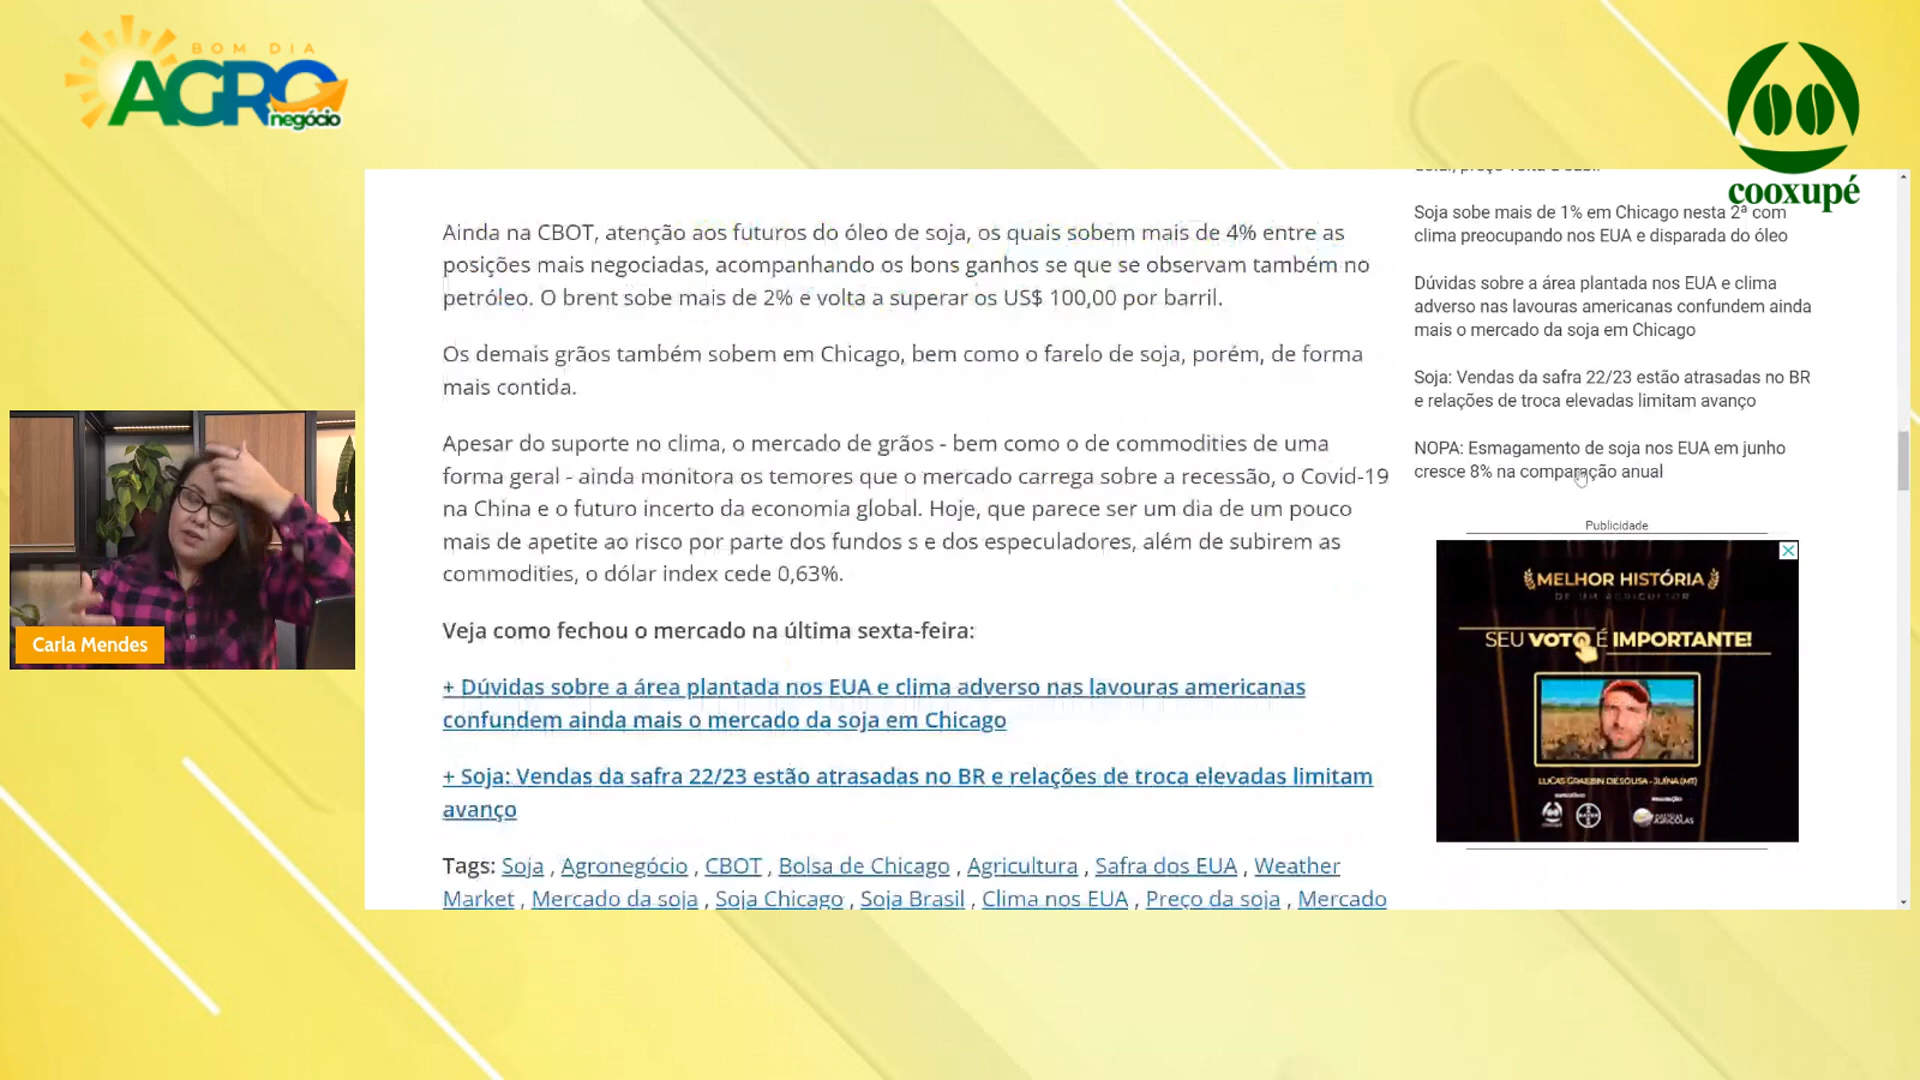 BOM DIA
AGRO
negócio
cooxupé
Ainda na CBOT, atenção aos futuros do óleo de soja, os quais sobem mais de 4% entre as
posições mais negociadas, acompanhando os bons ganhos se que se observam também no
petróleo. O brent sobe mais de 2% e volta a superar os US$ 100,00 por barril.
Os demais grãos também sobem em Chicago, bem como o farelo de soja, porém, de forma
mais contida.
Apesar do suporte no clima, o mercado de grãos - bem como o de commodities de uma
forma geral - ainda monitora os temores que o mercado carrega sobre a recessão, o Covid-19
na China e o futuro incerto da economia global. Hoje, que parece ser um dia de um pouco
mais de apetite ao risco por parte dos fundos s e dos especuladores, além de subirem as
commodities, o dólar index cede 0,63%.
Veja como fechou o mercado na última sexta-feira:
+ Dúvidas sobre a área plantada nos EUA e clima adverso nas lavouras americanas
confundem ainda mais o mercado da soja em Chicago
+ Soja: Vendas da safra 22/23 estão atrasadas no BR e relações de troca elevadas limitam
avanço
Tags: Soja , Agronegócio , CBOT , Bolsa de Chicago , Agricultura , Safra dos EUA , Weather
Market , Mercado da soja , Soja Chicago , Soja Brasil , Clima nos EUA , Preço da soja , Mercado
Soja sobe mais de 1% em Chicago nesta 2ª com
clima preocupando nos EUA e disparada do óleo
Dúvidas sobre a área plantada nos EUA e clima
adverso nas lavouras americanas confundem ainda
mais o mercado da soja em Chicago
Soja: Vendas da safra 22/23 estão atrasadas no BR
e relações de troca elevadas limitam avanço
NOPA: Esmagamento de soja nos EUA em junho
cresce 8% na comparação anual
Publicidade
MELHOR HISTÓRIA
DE UM AGRICULTOR
SEU VOTO É IMPORTANTE!
Carla Mendes